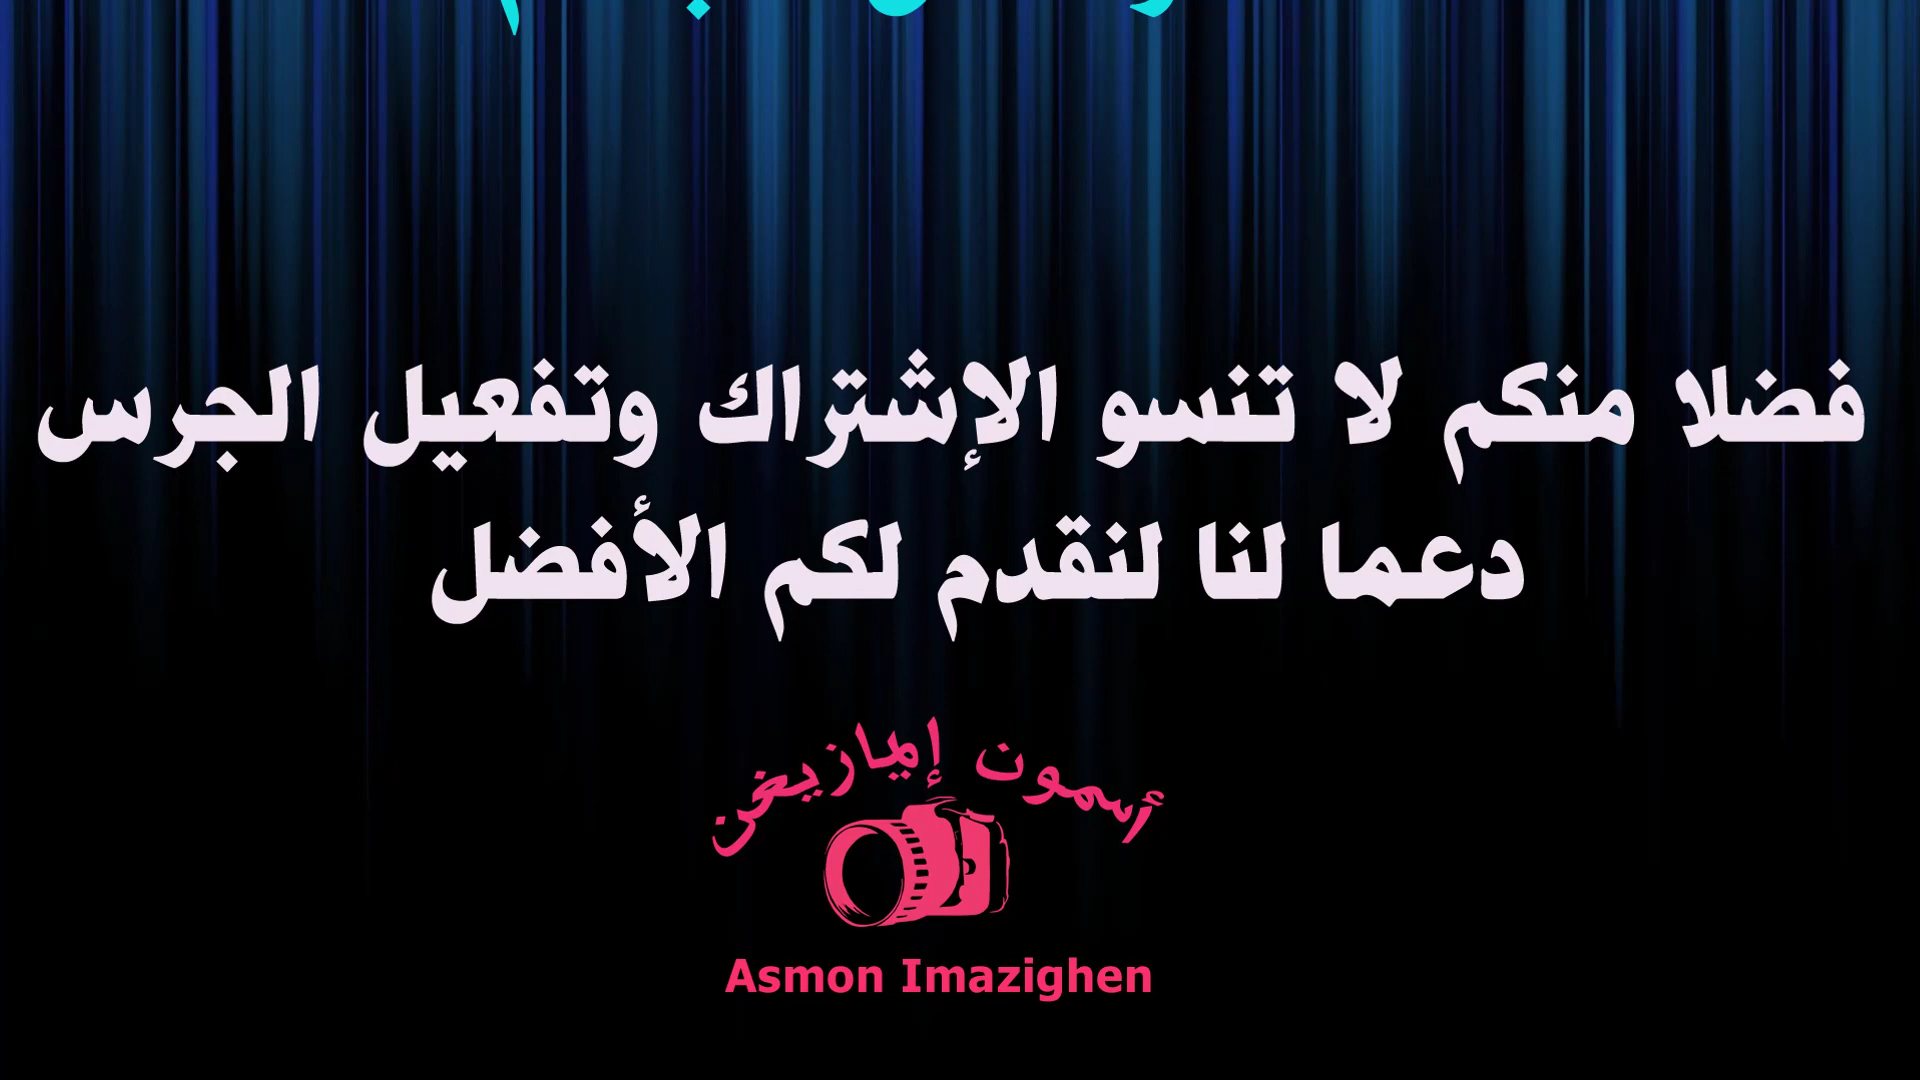 فضلا منكم لا تنسو الإشتراك وتفعيل الجرس
دعما لنا لنقدم لكم الأفضل
أسمون إيمازيغن
Asmon Imazighen